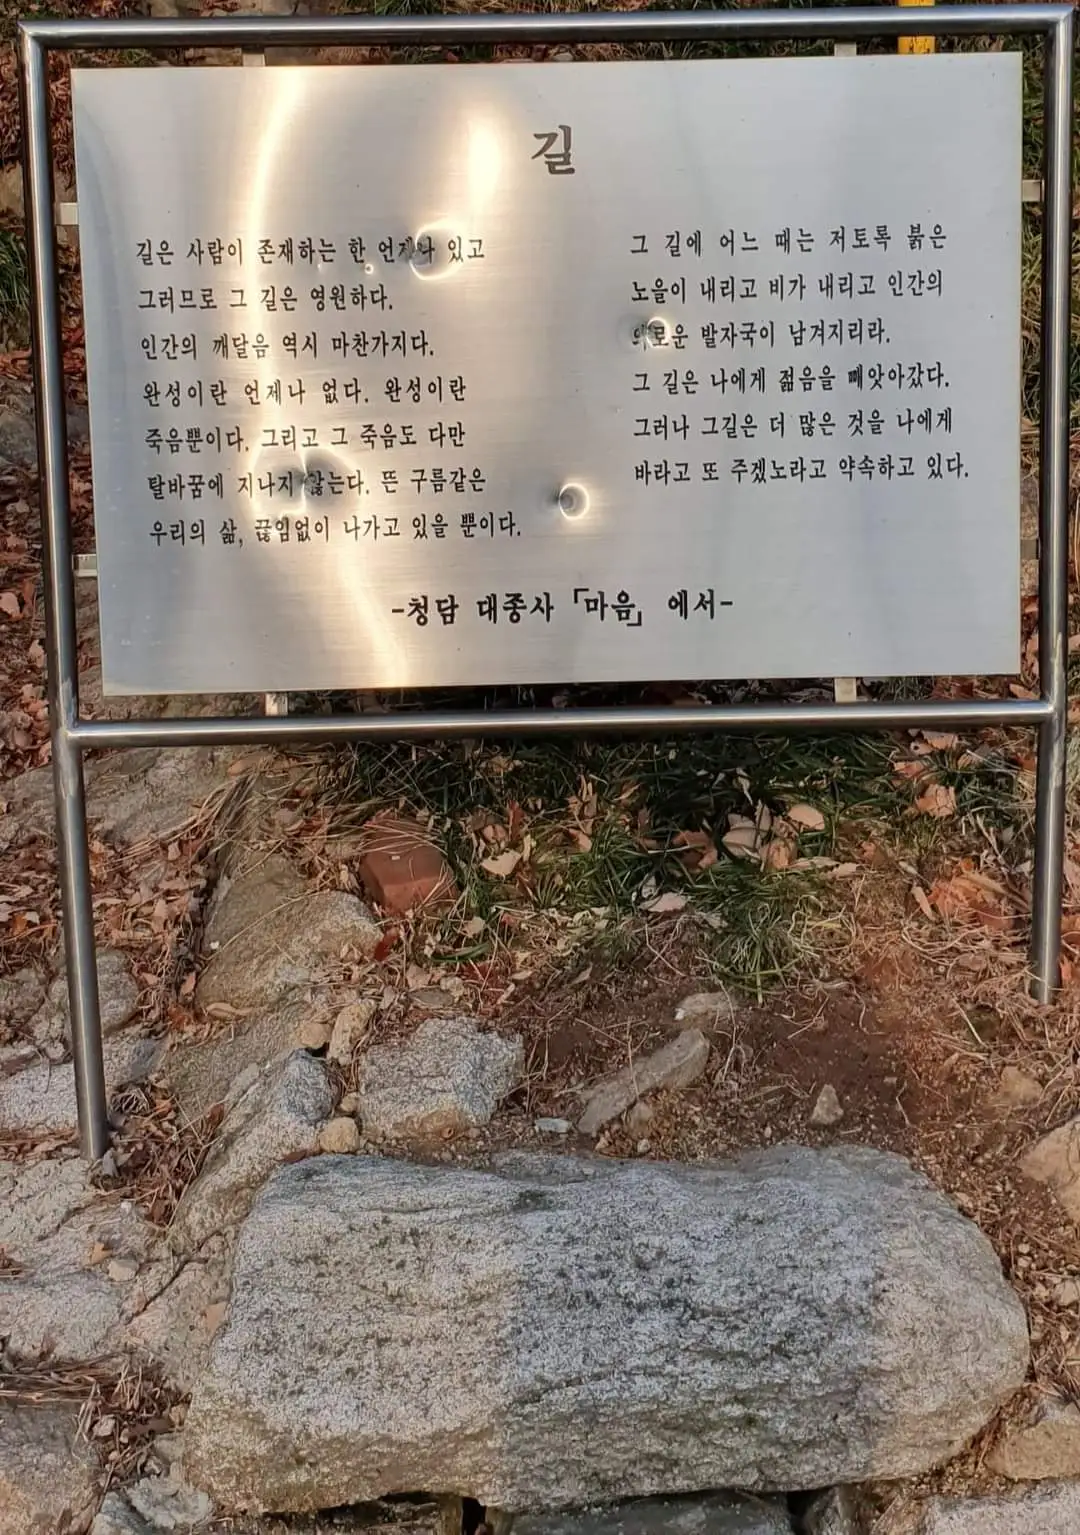 길
길은 사람이 존재하는 한 언제나 있고
그러므로 그 길은 영원하다.
인간의 깨달음 역시 마찬가지다.
완성이란 언제나 없다. 완성이란
죽음뿐이다. 그리고 그 죽음도 다만
탈바꿈에 지나지 않는다. 뜬 구름같은
우리의 삶, 끊임없이 나가고 있을 뿐이다.
그 길에 어느 때는 저토록 붉은
노을이 내리고 비가 내리고 인간의
발자국이 남겨지리라.
그 길은 나에게 젊음을 빼앗아갔다.
그러나 그길은 더 많은 것을 나에게
바라고 또 주겠노라고 약속하고 있다.
-청담 대종사 「마음」 에서-